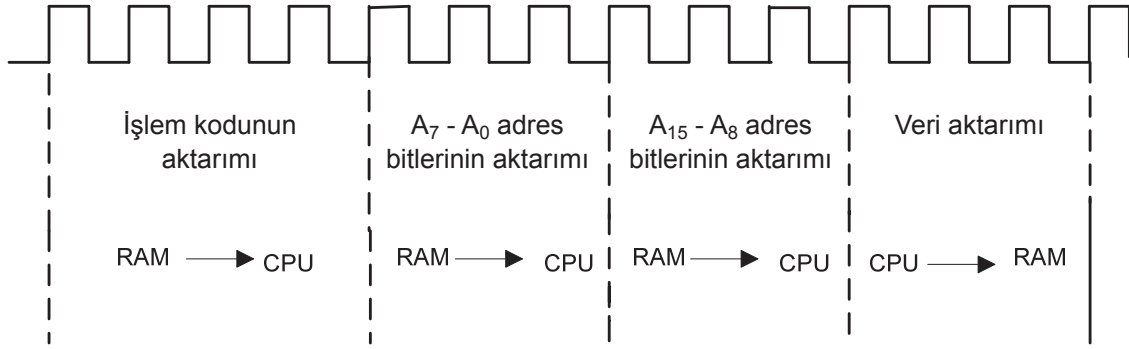 İşlem kodunun
aktarımı
A₇ - A₀ adres
bitlerinin aktarımı
A₁₅ - A₈ adres
bitlerinin aktarımı
Veri aktarımı
RAM CPU
RAM CPU
RAM CPU
CPU RAM